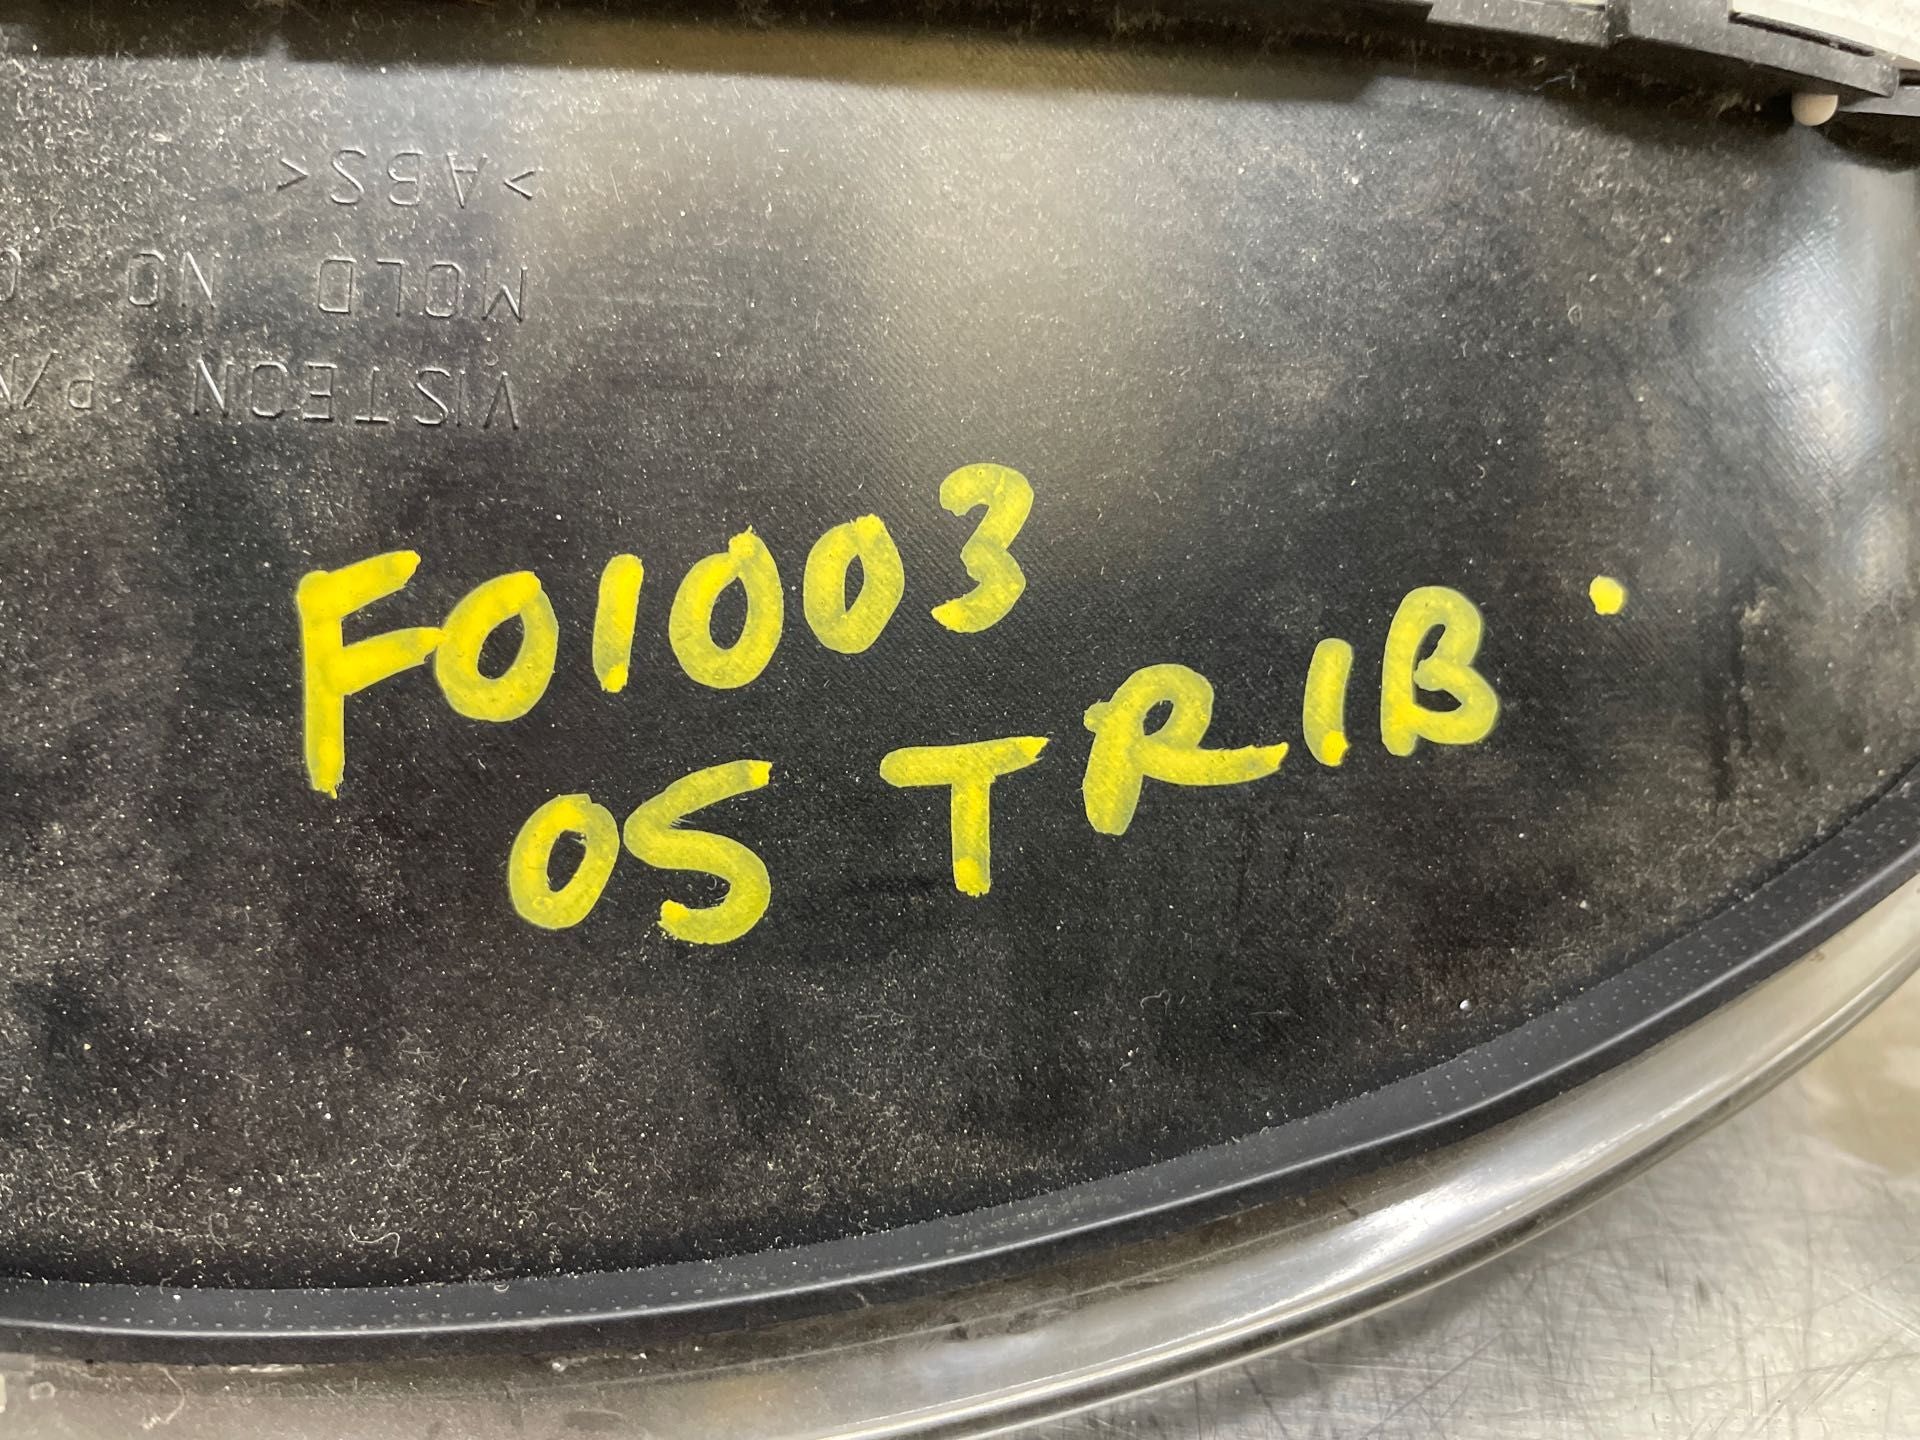 F01003
05 TRIB.
>ABS<
MOLD NO
VISTEON P/N